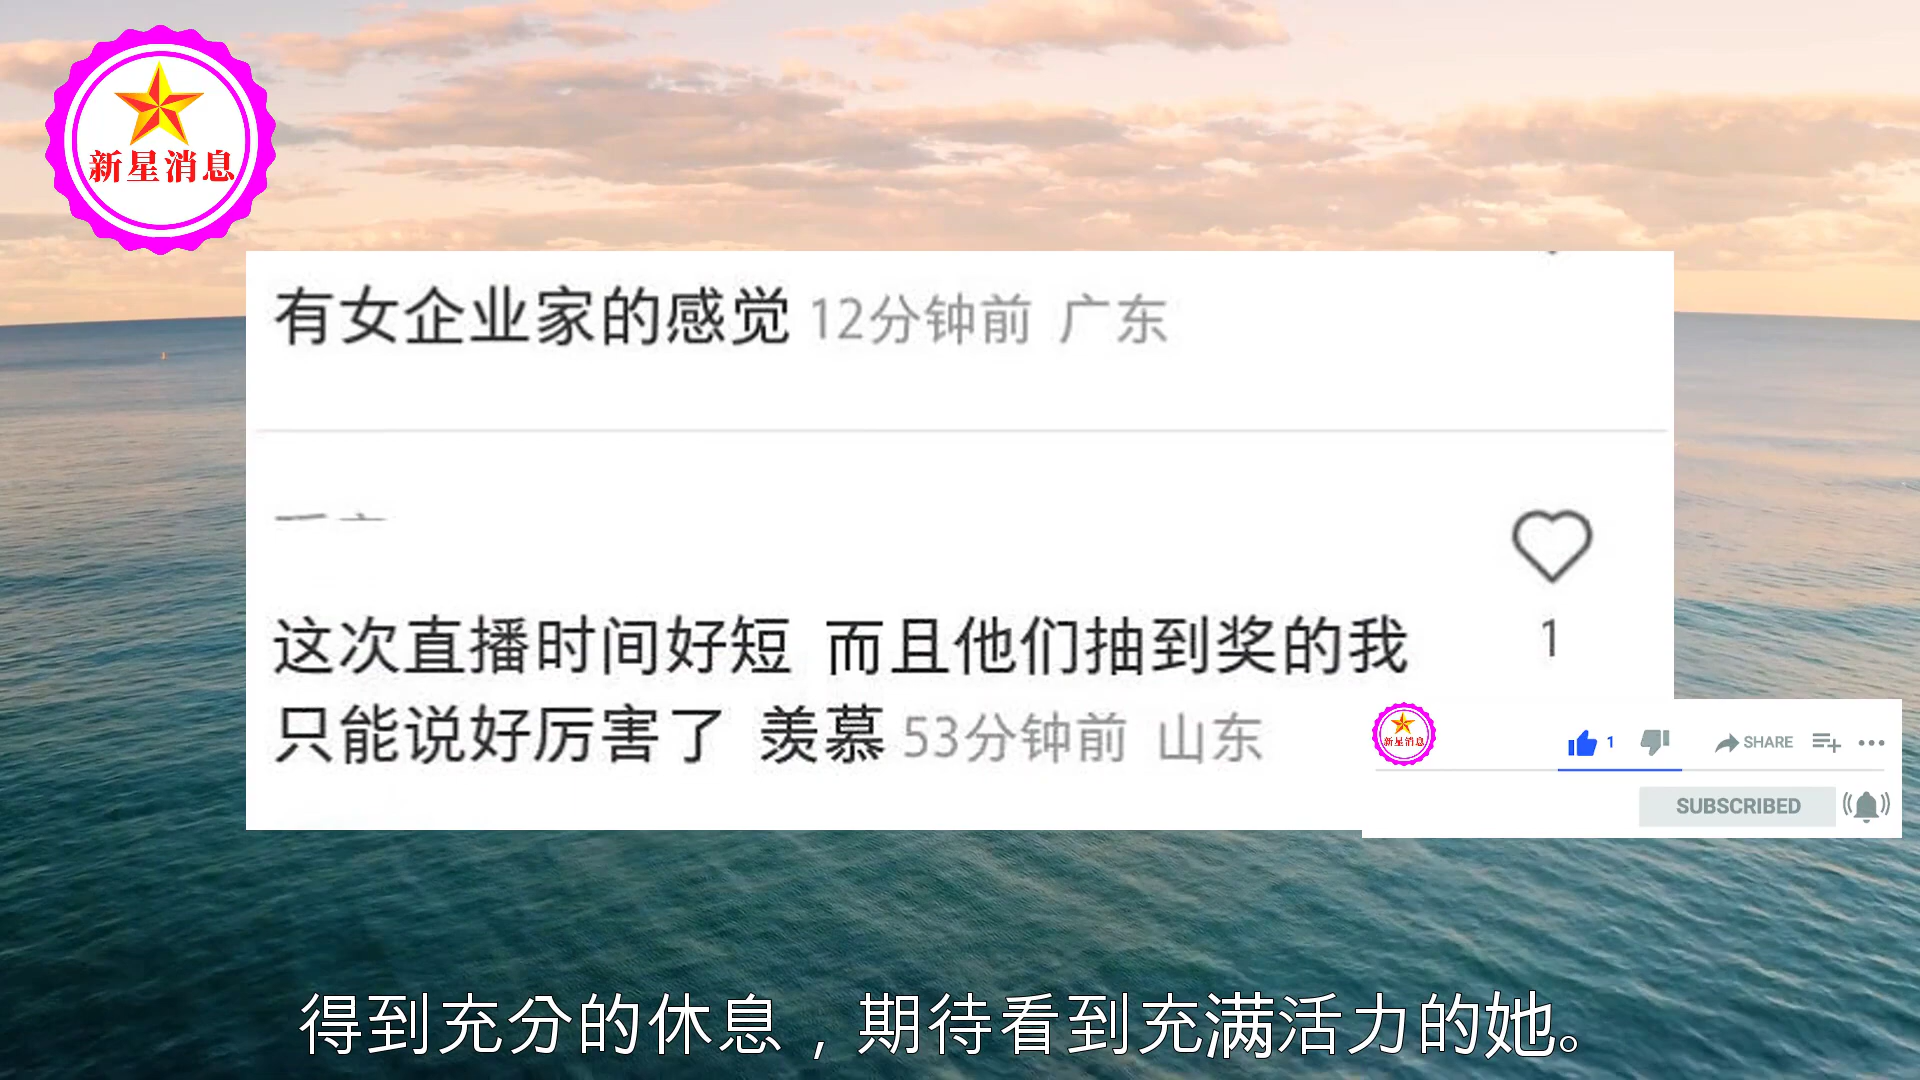 新星消息
有女企业家的感觉 12分钟前 广东
这次直播时间好短 而且他们抽到奖的我
1
只能说好厉害了 羡慕 53分钟前 山东
新星消息
1 SHARE
SUBSCRIBED
得到充分的休息，期待看到充满活力的她。